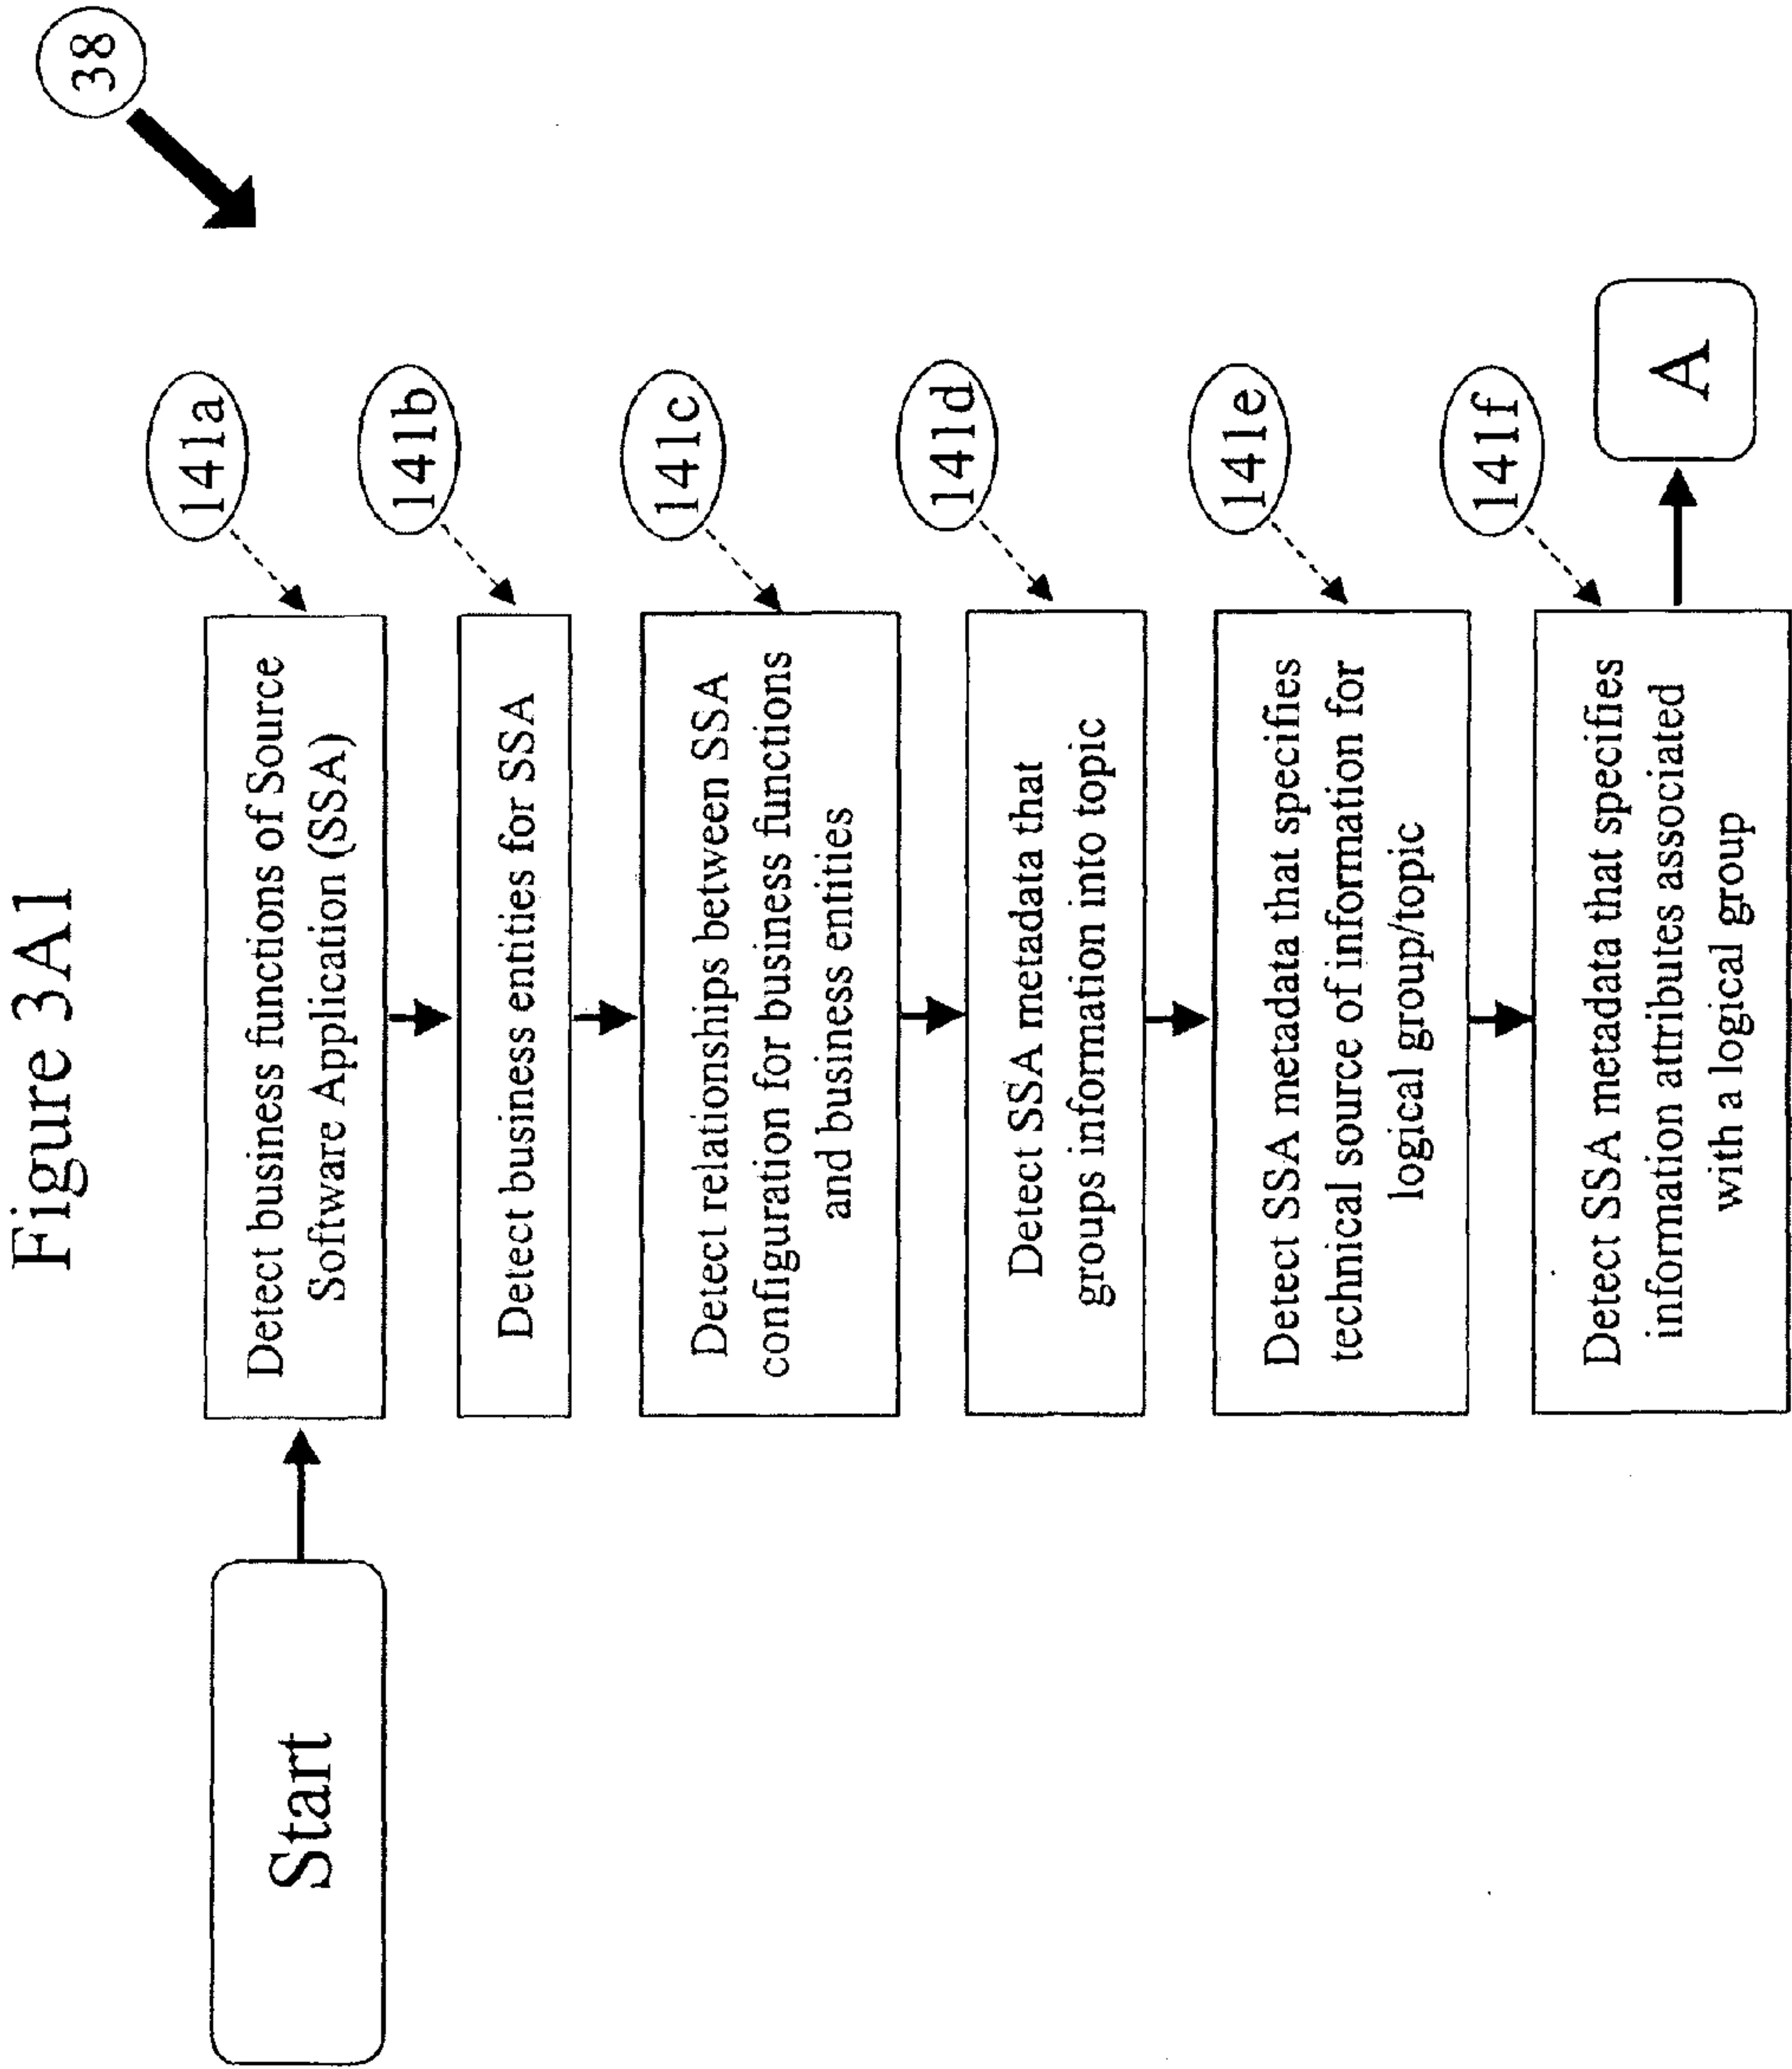 Figure 3A1
38
Start
Detect business functions of Source
Software Application (SSA)
141a
Detect business entities for SSA
141b
Detect relationships between SSA
configuration for business functions
and business entities
141c
Detect SSA metadata that
groups information into topic
141d
Detect SSA metadata that specifies
technical source of information for
logical group/topic
141e
Detect SSA metadata that specifies
information attributes associated
with a logical group
141f
A